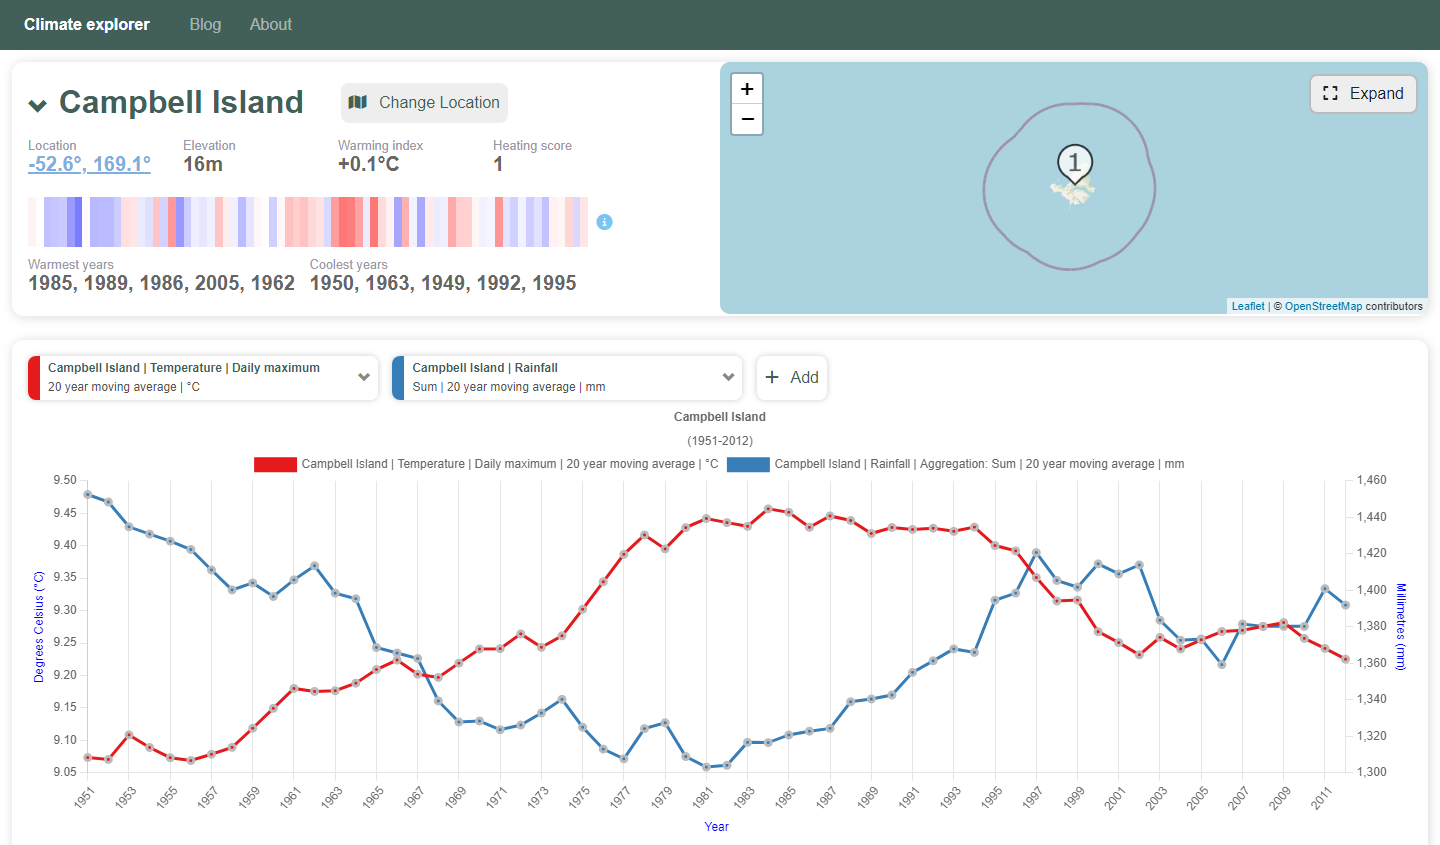 Climate explorer Blog About
Campbell Island Change Location
Location Elevation Warming index Heating score
-52.6°, 169.1° 16m +0.1°C 1
Warmest years Coolest years
1985, 1989, 1986, 2005, 1962 1950, 1963, 1949, 1992, 1995
+
−
Expand
1
Leaflet | © OpenStreetMap contributors
Campbell Island | Temperature | Daily maximum
20 year moving average | °C
Campbell Island | Rainfall
Sum | 20 year moving average | mm
+ Add
Campbell Island
(1951-2012)
Campbell Island | Temperature | Daily maximum | 20 year moving average | °C Campbell Island | Rainfall | Aggregation: Sum | 20 year moving average | mm
Degrees Celsius (°C)
9.50
9.45
9.40
9.35
9.30
9.25
9.20
9.15
9.10
9.05
1,460
1,440
1,420
1,400
1,380
1,360
1,340
1,320
1,300
Millimetres (mm)
1951 1953 1955 1957 1959 1961 1963 1965 1967 1969 1971 1973 1975 1977 1979 1981 1983 1985 1987 1989 1991 1993 1995 1997 1999 2001 2003 2005 2007 2009 2011
Year